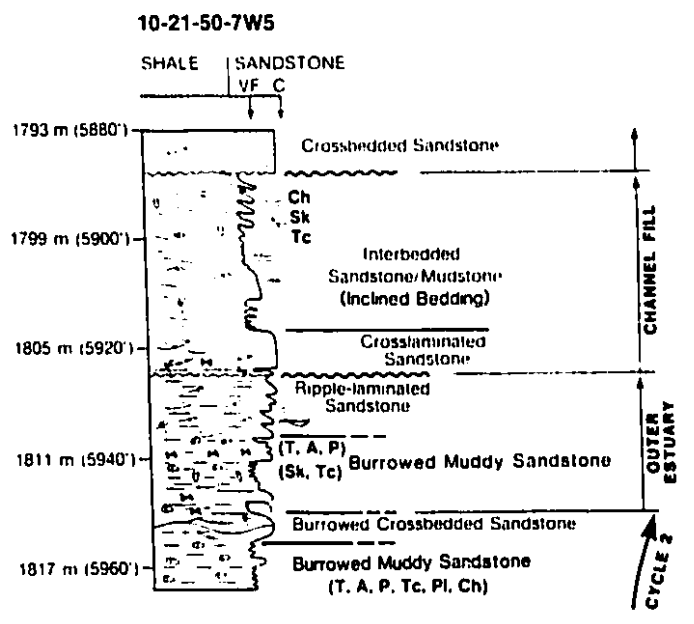 10-21-50-7W5
SHALE SANDSTONE
VF C
1793 m (5880')
Crossbedded Sandstone
Ch
Sk
Tc
1799 m (5900')
Interbedded
Sandstone/Mudstone
(Inclined Bedding)
CHANNEL FILL
1805 m (5920')
Crosslaminated
Sandstone
Ripple-laminated
Sandstone
(T, A, P)
1811 m (5940')
Burrowed Muddy Sandstone
(Sk, Tc)
OUTER
ESTUARY
Burrowed Crossbedded Sandstone
Burrowed Muddy Sandstone
1817 m (5960')
(T, A, P, Tc, Pl, Ch)
CYCLE 2